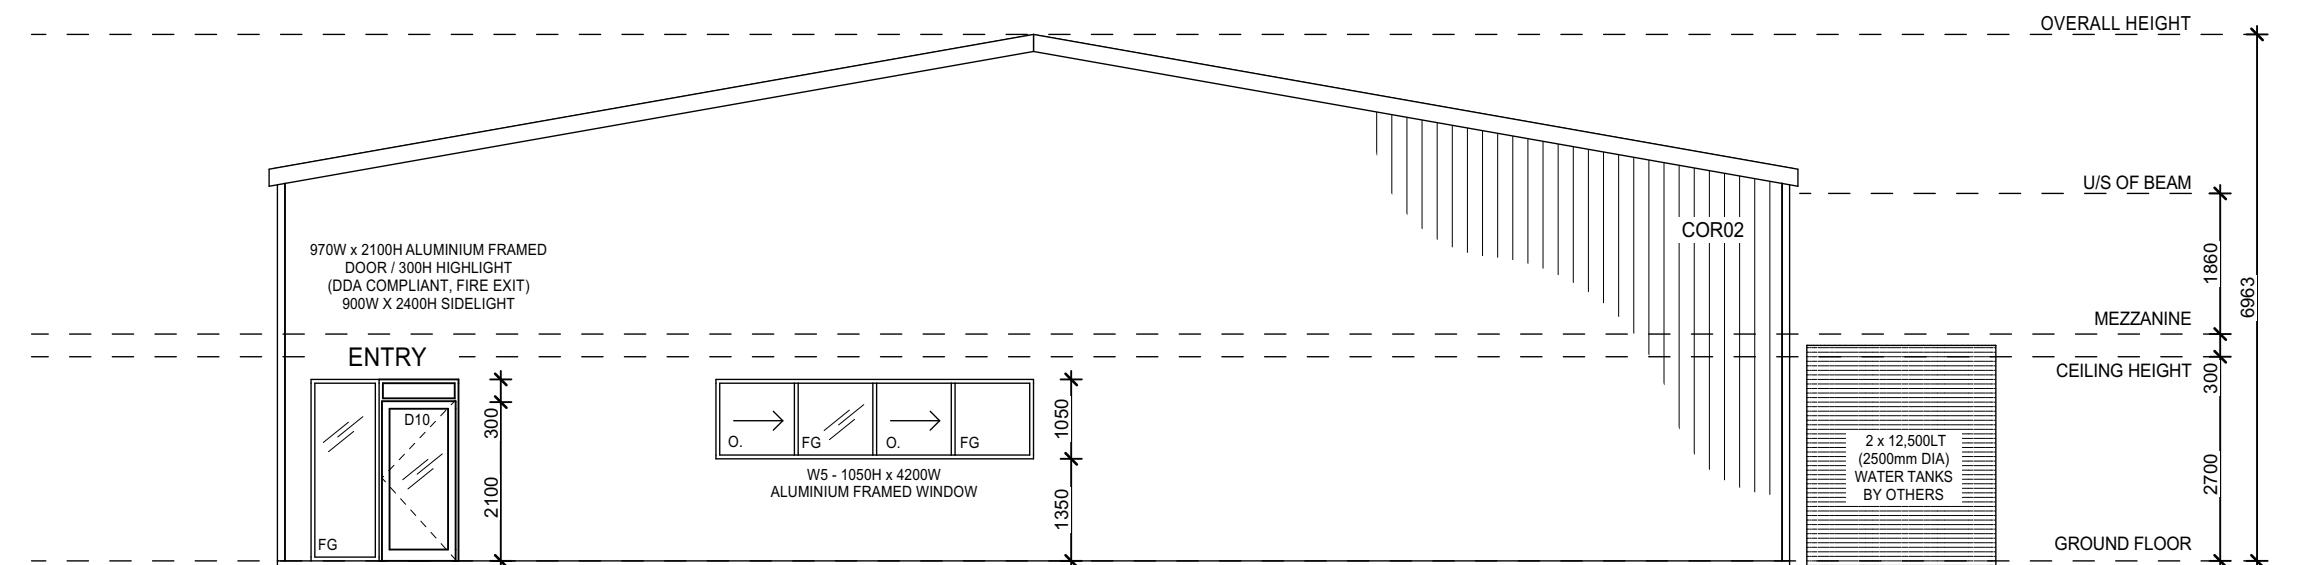 OVERALL HEIGHT
U/S OF BEAM
COR02
970W x 2100H ALUMINIUM FRAMED
DOOR / 300H HIGHLIGHT
(DDA COMPLIANT, FIRE EXIT)
900W X 2400H SIDELIGHT
1860
6963
MEZZANINE
ENTRY
CEILING HEIGHT
300
D10
300
1050
O.
FG
O.
FG
2 x 12,500LT
(2500mm DIA)
WATER TANKS
BY OTHERS
W5 - 1050H x 4200W
ALUMINIUM FRAMED WINDOW
2100
1350
2700
FG
GROUND FLOOR